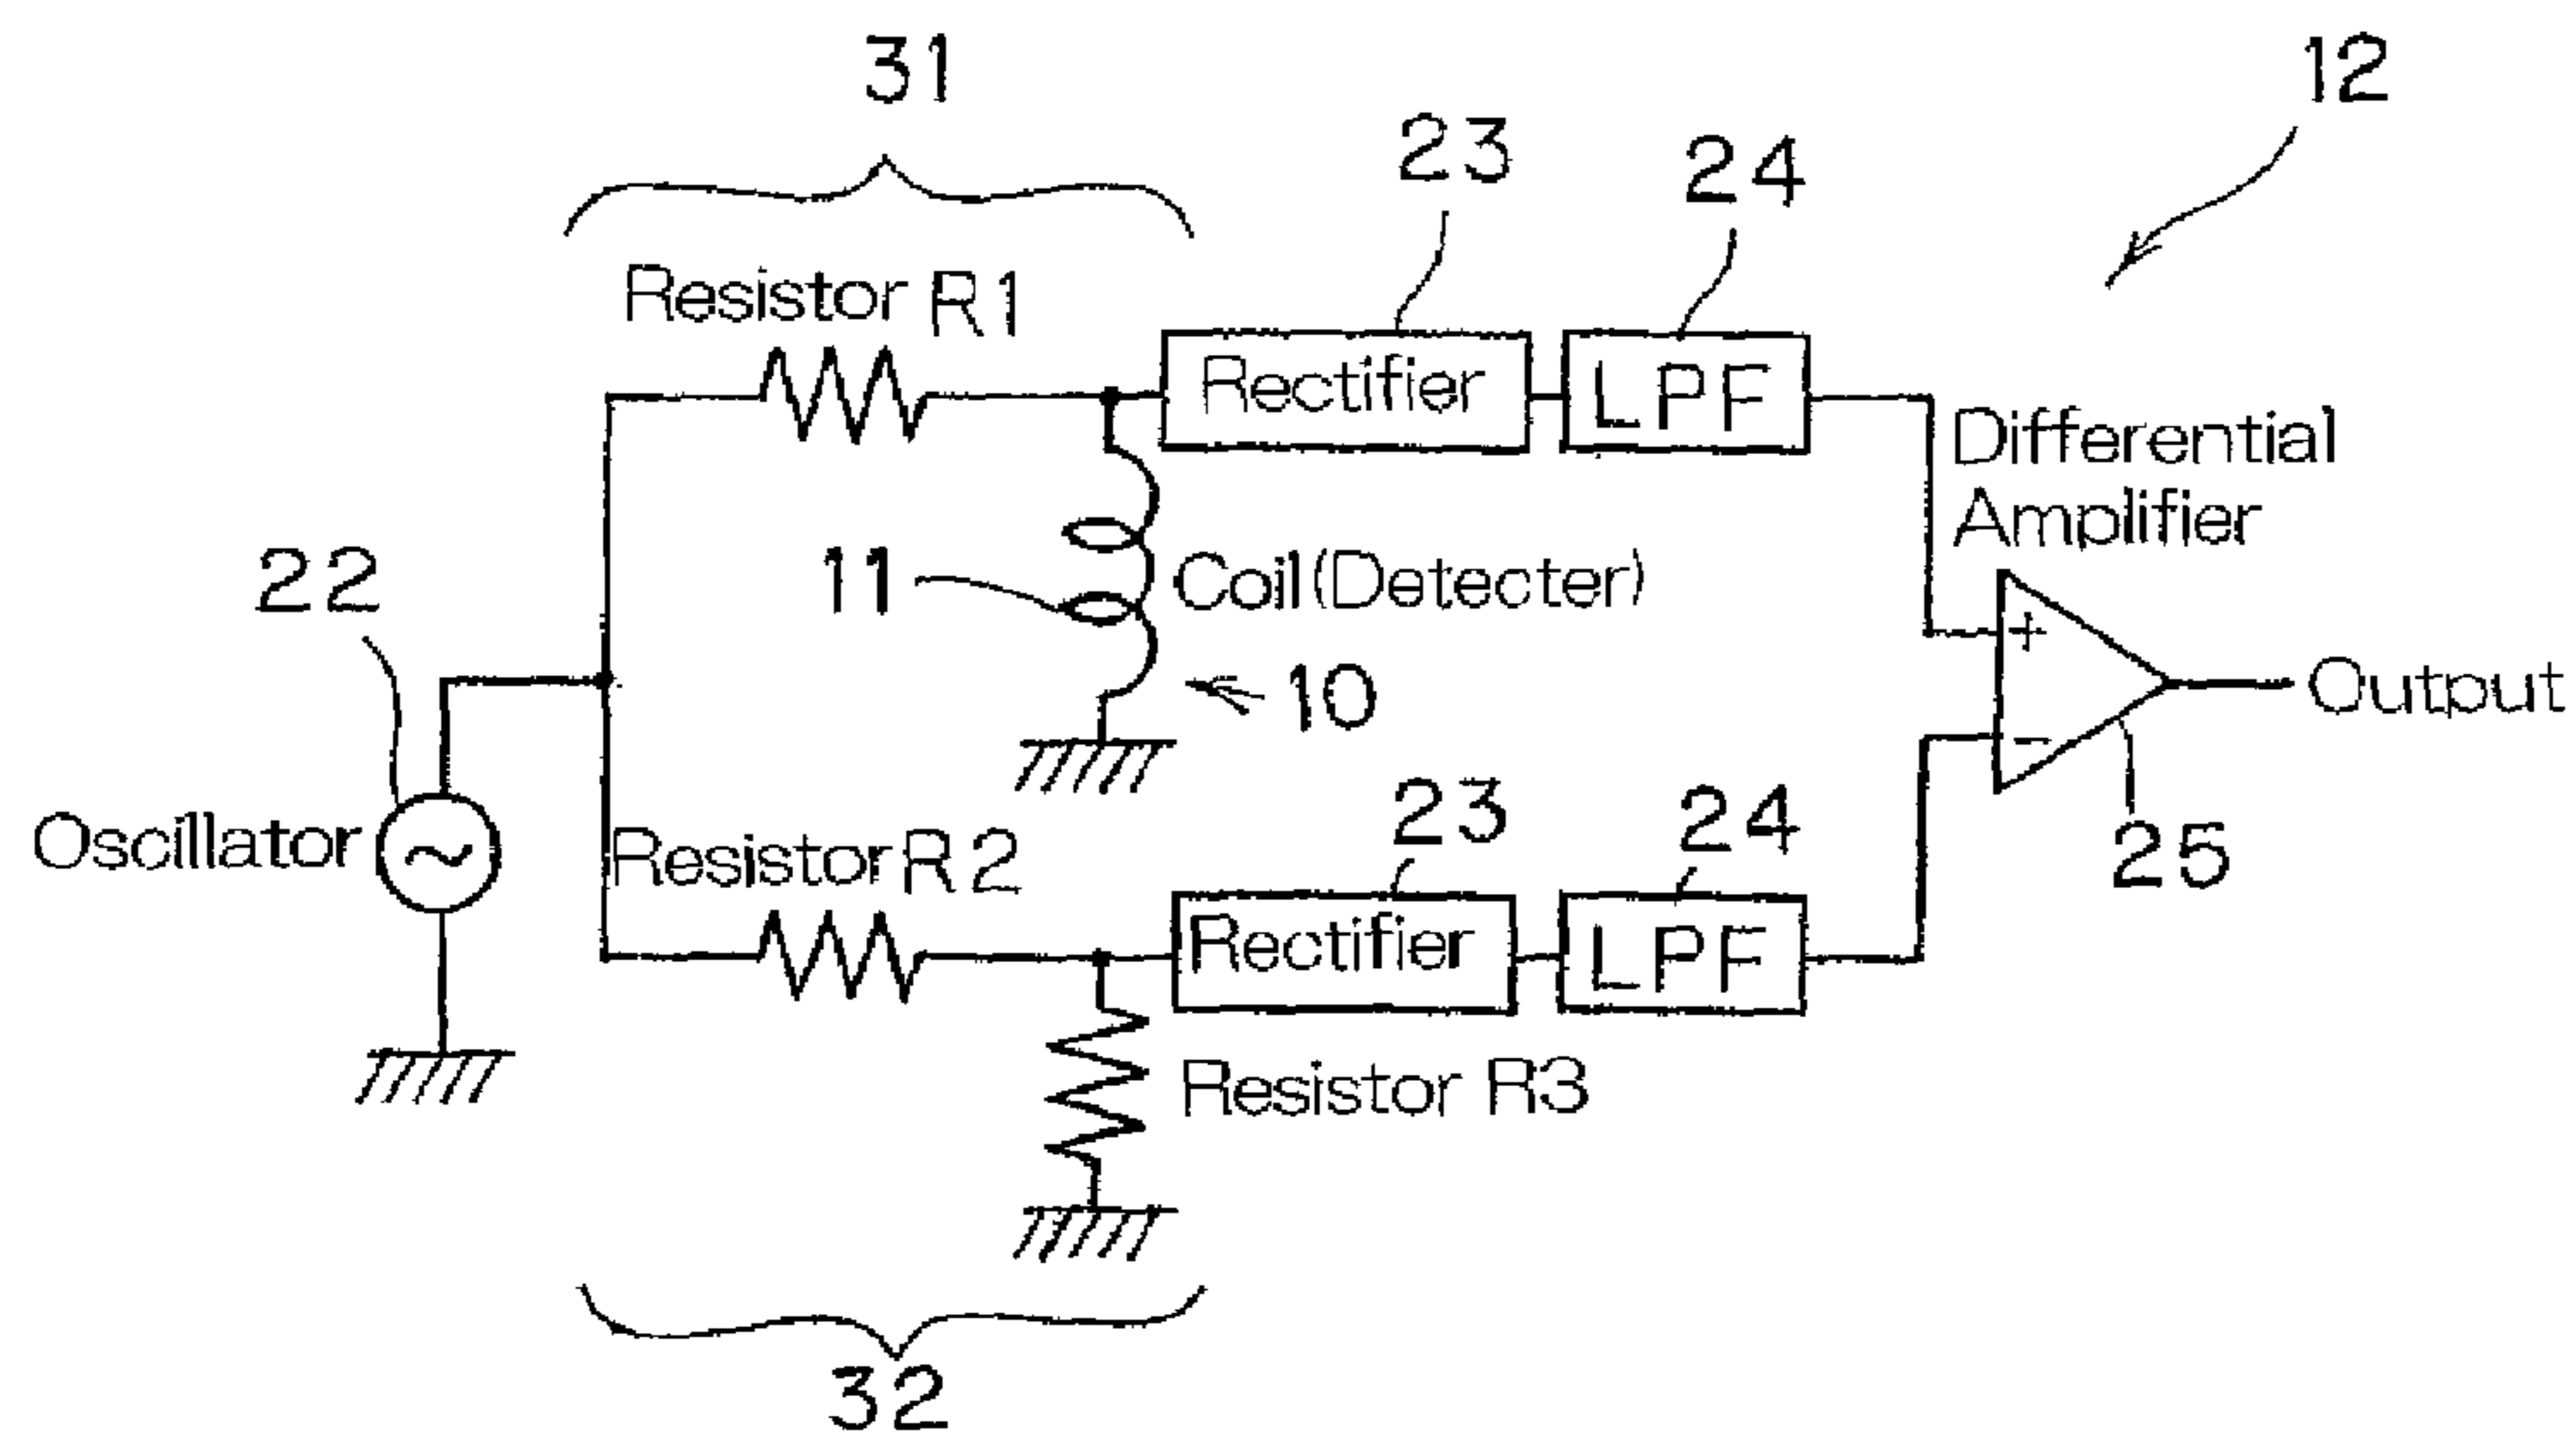 31
12
23
24
Resistor R1
Rectifier
LPF
Differential
Amplifier
22
11
Coil(Detecter)
+
10
Output
−
Oscillator
~
Resistor R2
23
24
25
Rectifier
LPF
Resistor R3
32